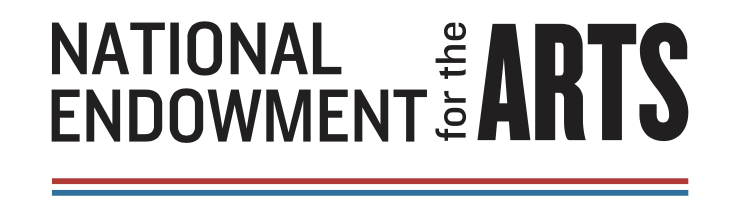 NATIONAL
ENDOWMENT
for the
ARTS